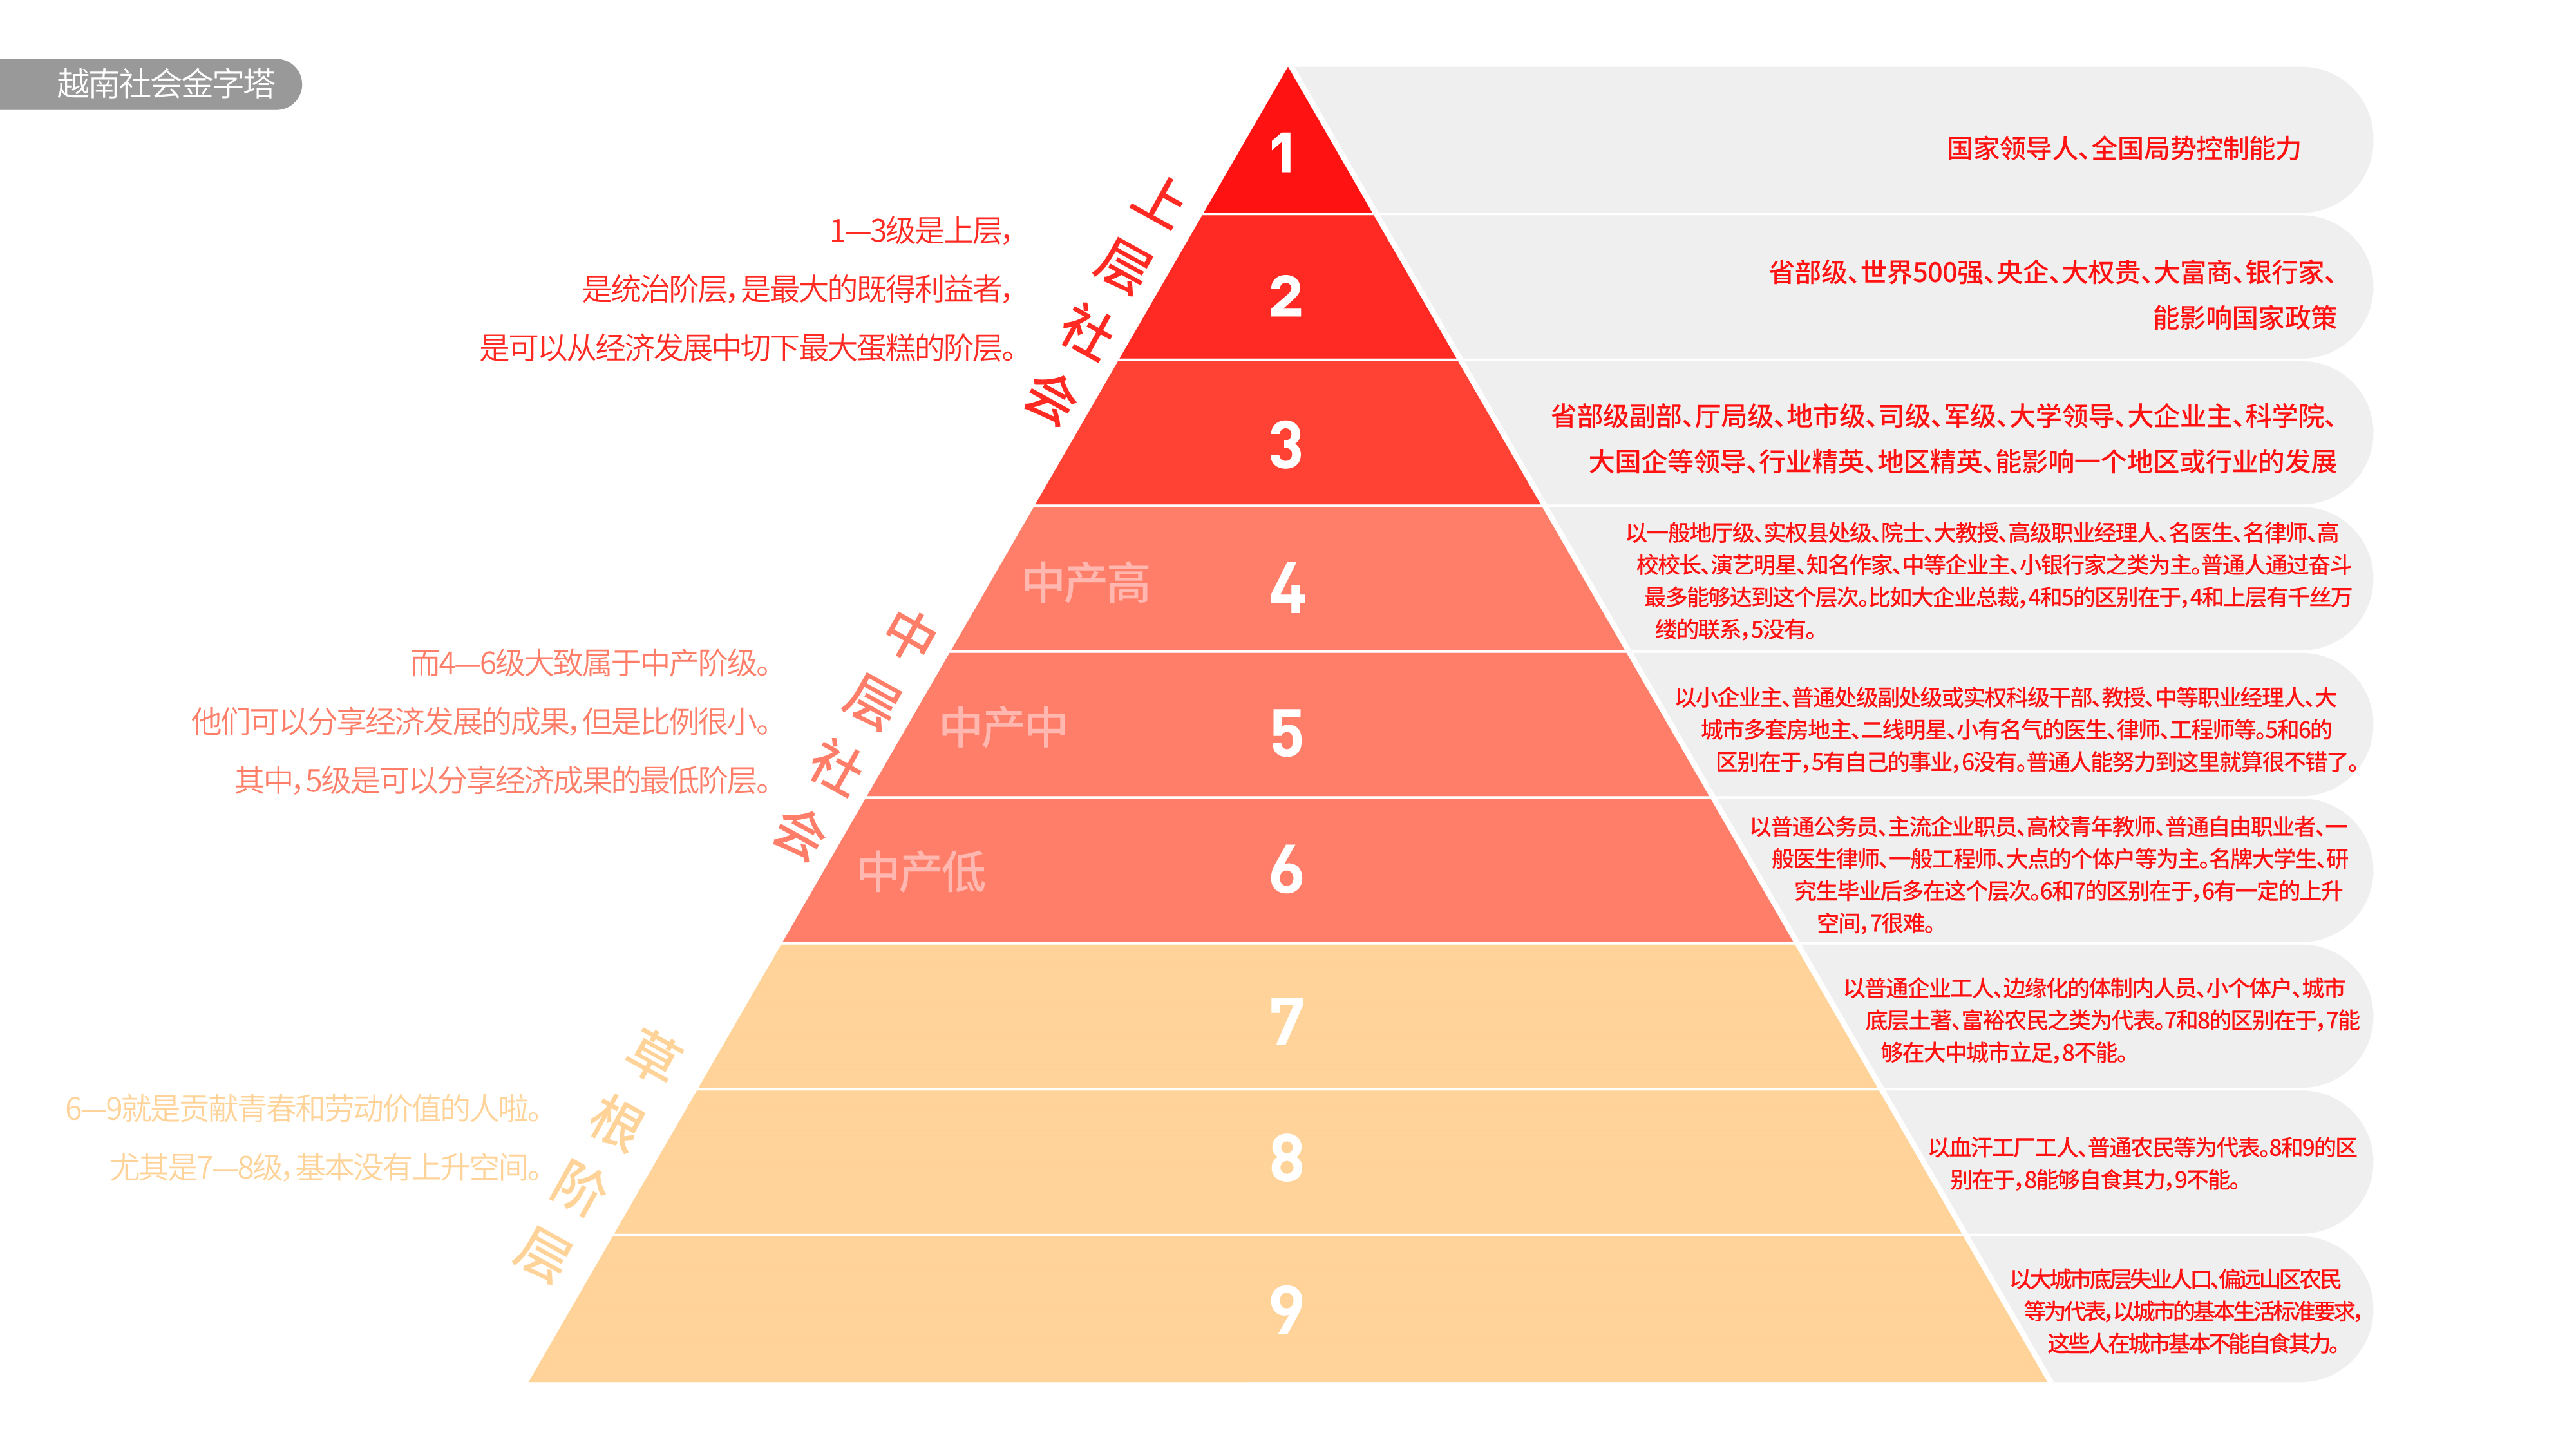 越南社会金字塔
1
国家领导人、全国局势控制能力
上层社会
1—3级是上层，
是统治阶层，是最大的既得利益者，
是可以从经济发展中切下最大蛋糕的阶层。
2
省部级、世界500强、央企、大权贵、大富商、银行家、
能影响国家政策
3
省部级副部、厅局级、地市级、司级、军级、大学领导、大企业主、科学院、
大国企等领导、行业精英、地区精英、能影响一个地区或行业的发展
中产高
4
以一般地厅级、实权县处级、院士、大教授、高级职业经理人、名医生、名律师、高
校校长、演艺明星、知名作家、中等企业主、小银行家之类为主。普通人通过奋斗
最多能够达到这个层次。比如大企业总裁，4和5的区别在于，4和上层有千丝万
缕的联系，5没有。
中层社会
而4—6级大致属于中产阶级。
他们可以分享经济发展的成果，但是比例很小。
其中，5级是可以分享经济成果的最低阶层。
中产中
5
以小企业主、普通处级副处级或实权科级干部、教授、中等职业经理人、大
城市多套房地主、二线明星、小有名气的医生、律师、工程师等。5和6的
区别在于，5有自己的事业，6没有。普通人能努力到这里就算很不错了。
中产低
6
以普通公务员、主流企业职员、高校青年教师、普通自由职业者、一
般医生律师、一般工程师、大点的个体户等为主。名牌大学生、研
究生毕业后多在这个层次。6和7的区别在于，6有一定的上升
空间，7很难。
7
以普通企业工人、边缘化的体制内人员、小个体户、城市
底层土著、富裕农民之类为代表。7和8的区别在于，7能
够在大中城市立足，8不能。
草根阶层
6—9就是贡献青春和劳动价值的人啦。
尤其是7—8级，基本没有上升空间。
8
以血汗工厂工人、普通农民等为代表。8和9的区
别在于，8能够自食其力，9不能。
9
以大城市底层失业人口、偏远山区农民
等为代表，以城市的基本生活标准要求，
这些人在城市基本不能自食其力。